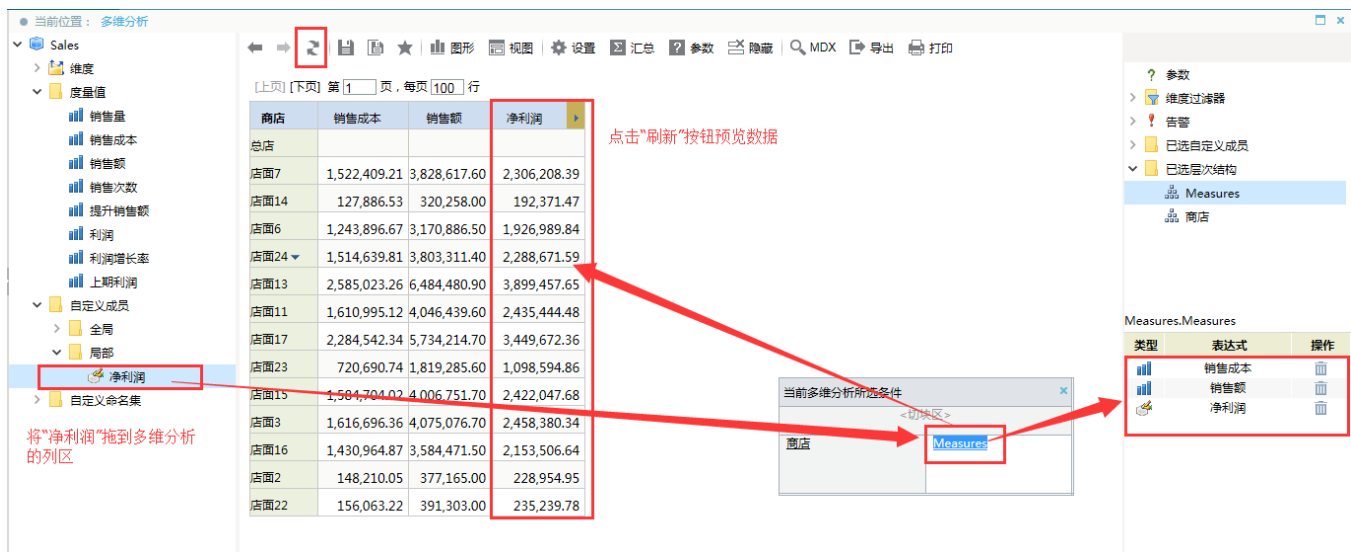 当前位置： 多维分析
Sales
维度
度量值
销售量
销售成本
销售额
销售次数
提升销售额
利润
利润增长率
上期利润
自定义成员
全局
局部
净利润
自定义命名集
将"净利润"拖到多维分析
的列区
图形 视图 设置 汇总 参数 隐藏 MDX 导出 打印
[上页] [下页] 第 1 页，每页 100 行
商店 销售成本 销售额 净利润
总店
店面7 1,522,409.21 3,828,617.60 2,306,208.39
店面14 127,886.53 320,258.00 192,371.47
店面6 1,243,896.67 3,170,886.50 1,926,989.84
店面24 1,514,639.81 3,803,311.40 2,288,671.59
店面13 2,585,023.26 6,484,480.90 3,899,457.65
店面11 1,610,995.12 4,046,439.60 2,435,444.48
店面17 2,284,542.34 5,734,214.70 3,449,672.36
店面23 720,690.74 1,819,285.60 1,098,594.86
店面15 1,584,704.02 4,006,751.70 2,422,047.68
店面3 1,616,696.36 4,075,076.70 2,458,380.34
店面16 1,430,964.87 3,584,471.50 2,153,506.64
店面2 148,210.05 377,165.00 228,954.95
店面22 156,063.22 391,303.00 235,239.78
点击"刷新"按钮预览数据
当前多维分析所选条件
<切块区>
商店 Measures
? 参数
维度过滤器
告警
已选自定义成员
已选层次结构
Measures
商店
Measures.Measures
类型 表达式 操作
销售成本
销售额
净利润